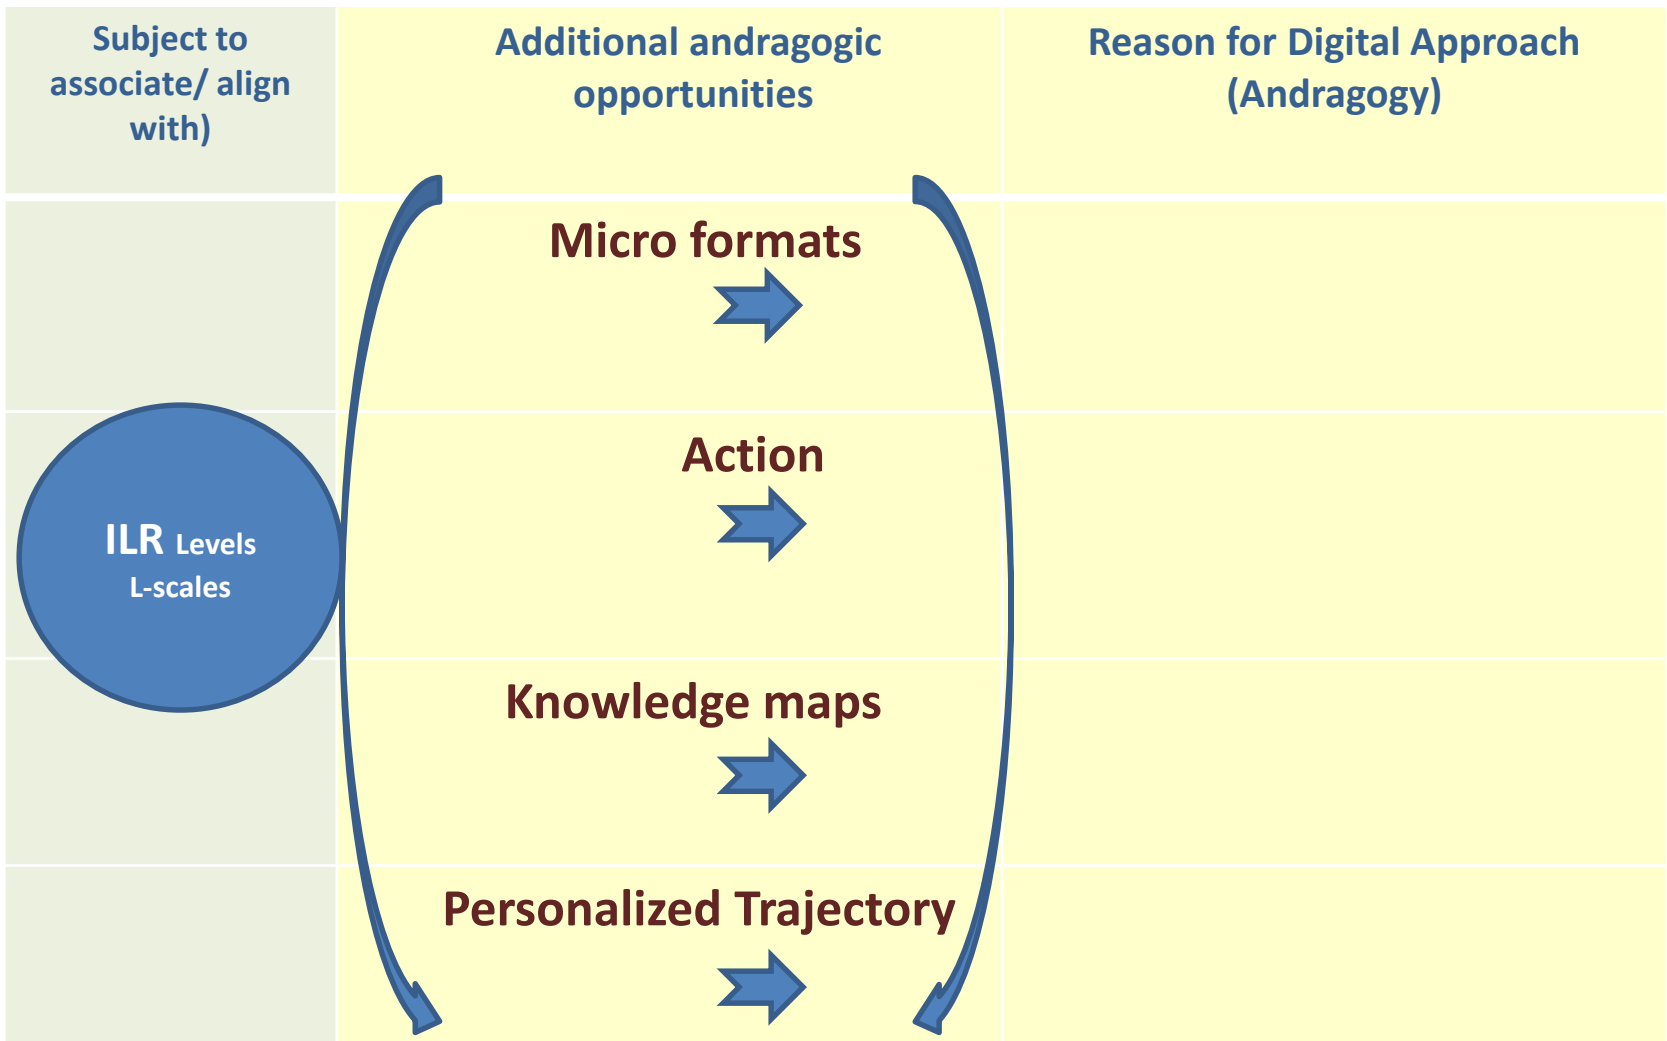 Subject to
associate/ align
with)
Additional andragogic
opportunities
Reason for Digital Approach
(Andragogy)
Micro formats
Action
ILR Levels
L-scales
Knowledge maps
Personalized Trajectory